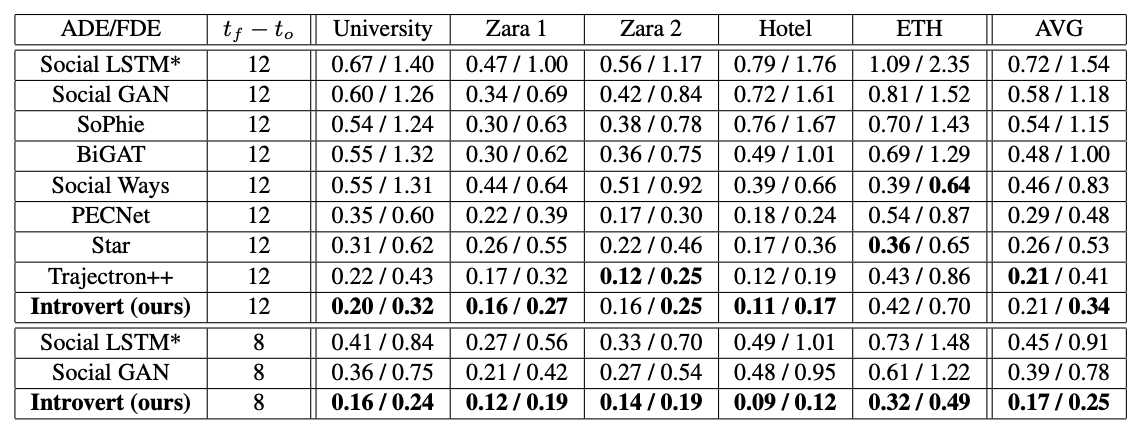 ADE/FDE t_f − t_o University Zara 1 Zara 2 Hotel ETH AVG
Social LSTM* 12 0.67 / 1.40 0.47 / 1.00 0.56 / 1.17 0.79 / 1.76 1.09 / 2.35 0.72 / 1.54
Social GAN 12 0.60 / 1.26 0.34 / 0.69 0.42 / 0.84 0.72 / 1.61 0.81 / 1.52 0.58 / 1.18
SoPhie 12 0.54 / 1.24 0.30 / 0.63 0.38 / 0.78 0.76 / 1.67 0.70 / 1.43 0.54 / 1.15
BiGAT 12 0.55 / 1.32 0.30 / 0.62 0.36 / 0.75 0.49 / 1.01 0.69 / 1.29 0.48 / 1.00
Social Ways 12 0.55 / 1.31 0.44 / 0.64 0.51 / 0.92 0.39 / 0.66 0.39 / 0.64 0.46 / 0.83
PECNet 12 0.35 / 0.60 0.22 / 0.39 0.17 / 0.30 0.18 / 0.24 0.54 / 0.87 0.29 / 0.48
Star 12 0.31 / 0.62 0.26 / 0.55 0.22 / 0.46 0.17 / 0.36 0.36 / 0.65 0.26 / 0.53
Trajectron++ 12 0.22 / 0.43 0.17 / 0.32 0.12 / 0.25 0.12 / 0.19 0.43 / 0.86 0.21 / 0.41
Introvert (ours) 12 0.20 / 0.32 0.16 / 0.27 0.16 / 0.25 0.11 / 0.17 0.42 / 0.70 0.21 / 0.34
Social LSTM* 8 0.41 / 0.84 0.27 / 0.56 0.33 / 0.70 0.49 / 1.01 0.73 / 1.48 0.45 / 0.91
Social GAN 8 0.36 / 0.75 0.21 / 0.42 0.27 / 0.54 0.48 / 0.95 0.61 / 1.22 0.39 / 0.78
Introvert (ours) 8 0.16 / 0.24 0.12 / 0.19 0.14 / 0.19 0.09 / 0.12 0.32 / 0.49 0.17 / 0.25